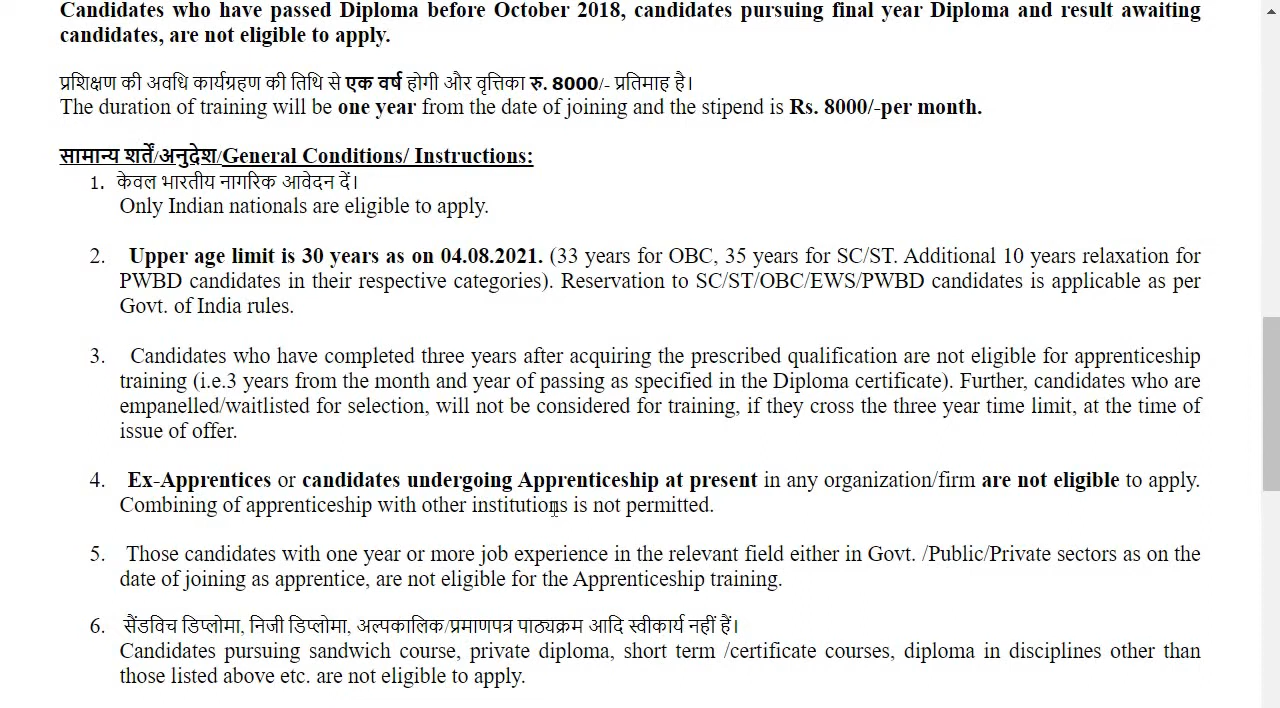 Candidates who have passed Diploma before October 2018, candidates pursuing final year Diploma and result awaiting
candidates, are not eligible to apply.
प्रशिक्षण की अवधि कार्यग्रहण की तिथि से एक वर्ष होगी और वृत्तिका रु. 8000/- प्रतिमाह है।
The duration of training will be one year from the date of joining and the stipend is Rs. 8000/-per month.
सामान्य शर्तें/अनुदेश/General Conditions/ Instructions:
1. केवल भारतीय नागरिक आवेदन दें।
Only Indian nationals are eligible to apply.
2. Upper age limit is 30 years as on 04.08.2021. (33 years for OBC, 35 years for SC/ST. Additional 10 years relaxation for
PWBD candidates in their respective categories). Reservation to SC/ST/OBC/EWS/PWBD candidates is applicable as per
Govt. of India rules.
3. Candidates who have completed three years after acquiring the prescribed qualification are not eligible for apprenticeship
training (i.e.3 years from the month and year of passing as specified in the Diploma certificate). Further, candidates who are
empanelled/waitlisted for selection, will not be considered for training, if they cross the three year time limit, at the time of
issue of offer.
4. Ex-Apprentices or candidates undergoing Apprenticeship at present in any organization/firm are not eligible to apply.
Combining of apprenticeship with other institutions is not permitted.
5. Those candidates with one year or more job experience in the relevant field either in Govt. /Public/Private sectors as on the
date of joining as apprentice, are not eligible for the Apprenticeship training.
6. सैंडविच डिप्लोमा, निजी डिप्लोमा, अल्पकालिक/प्रमाणपत्र पाठ्यक्रम आदि स्वीकार्य नहीं हैं।
Candidates pursuing sandwich course, private diploma, short term /certificate courses, diploma in disciplines other than
those listed above etc. are not eligible to apply.